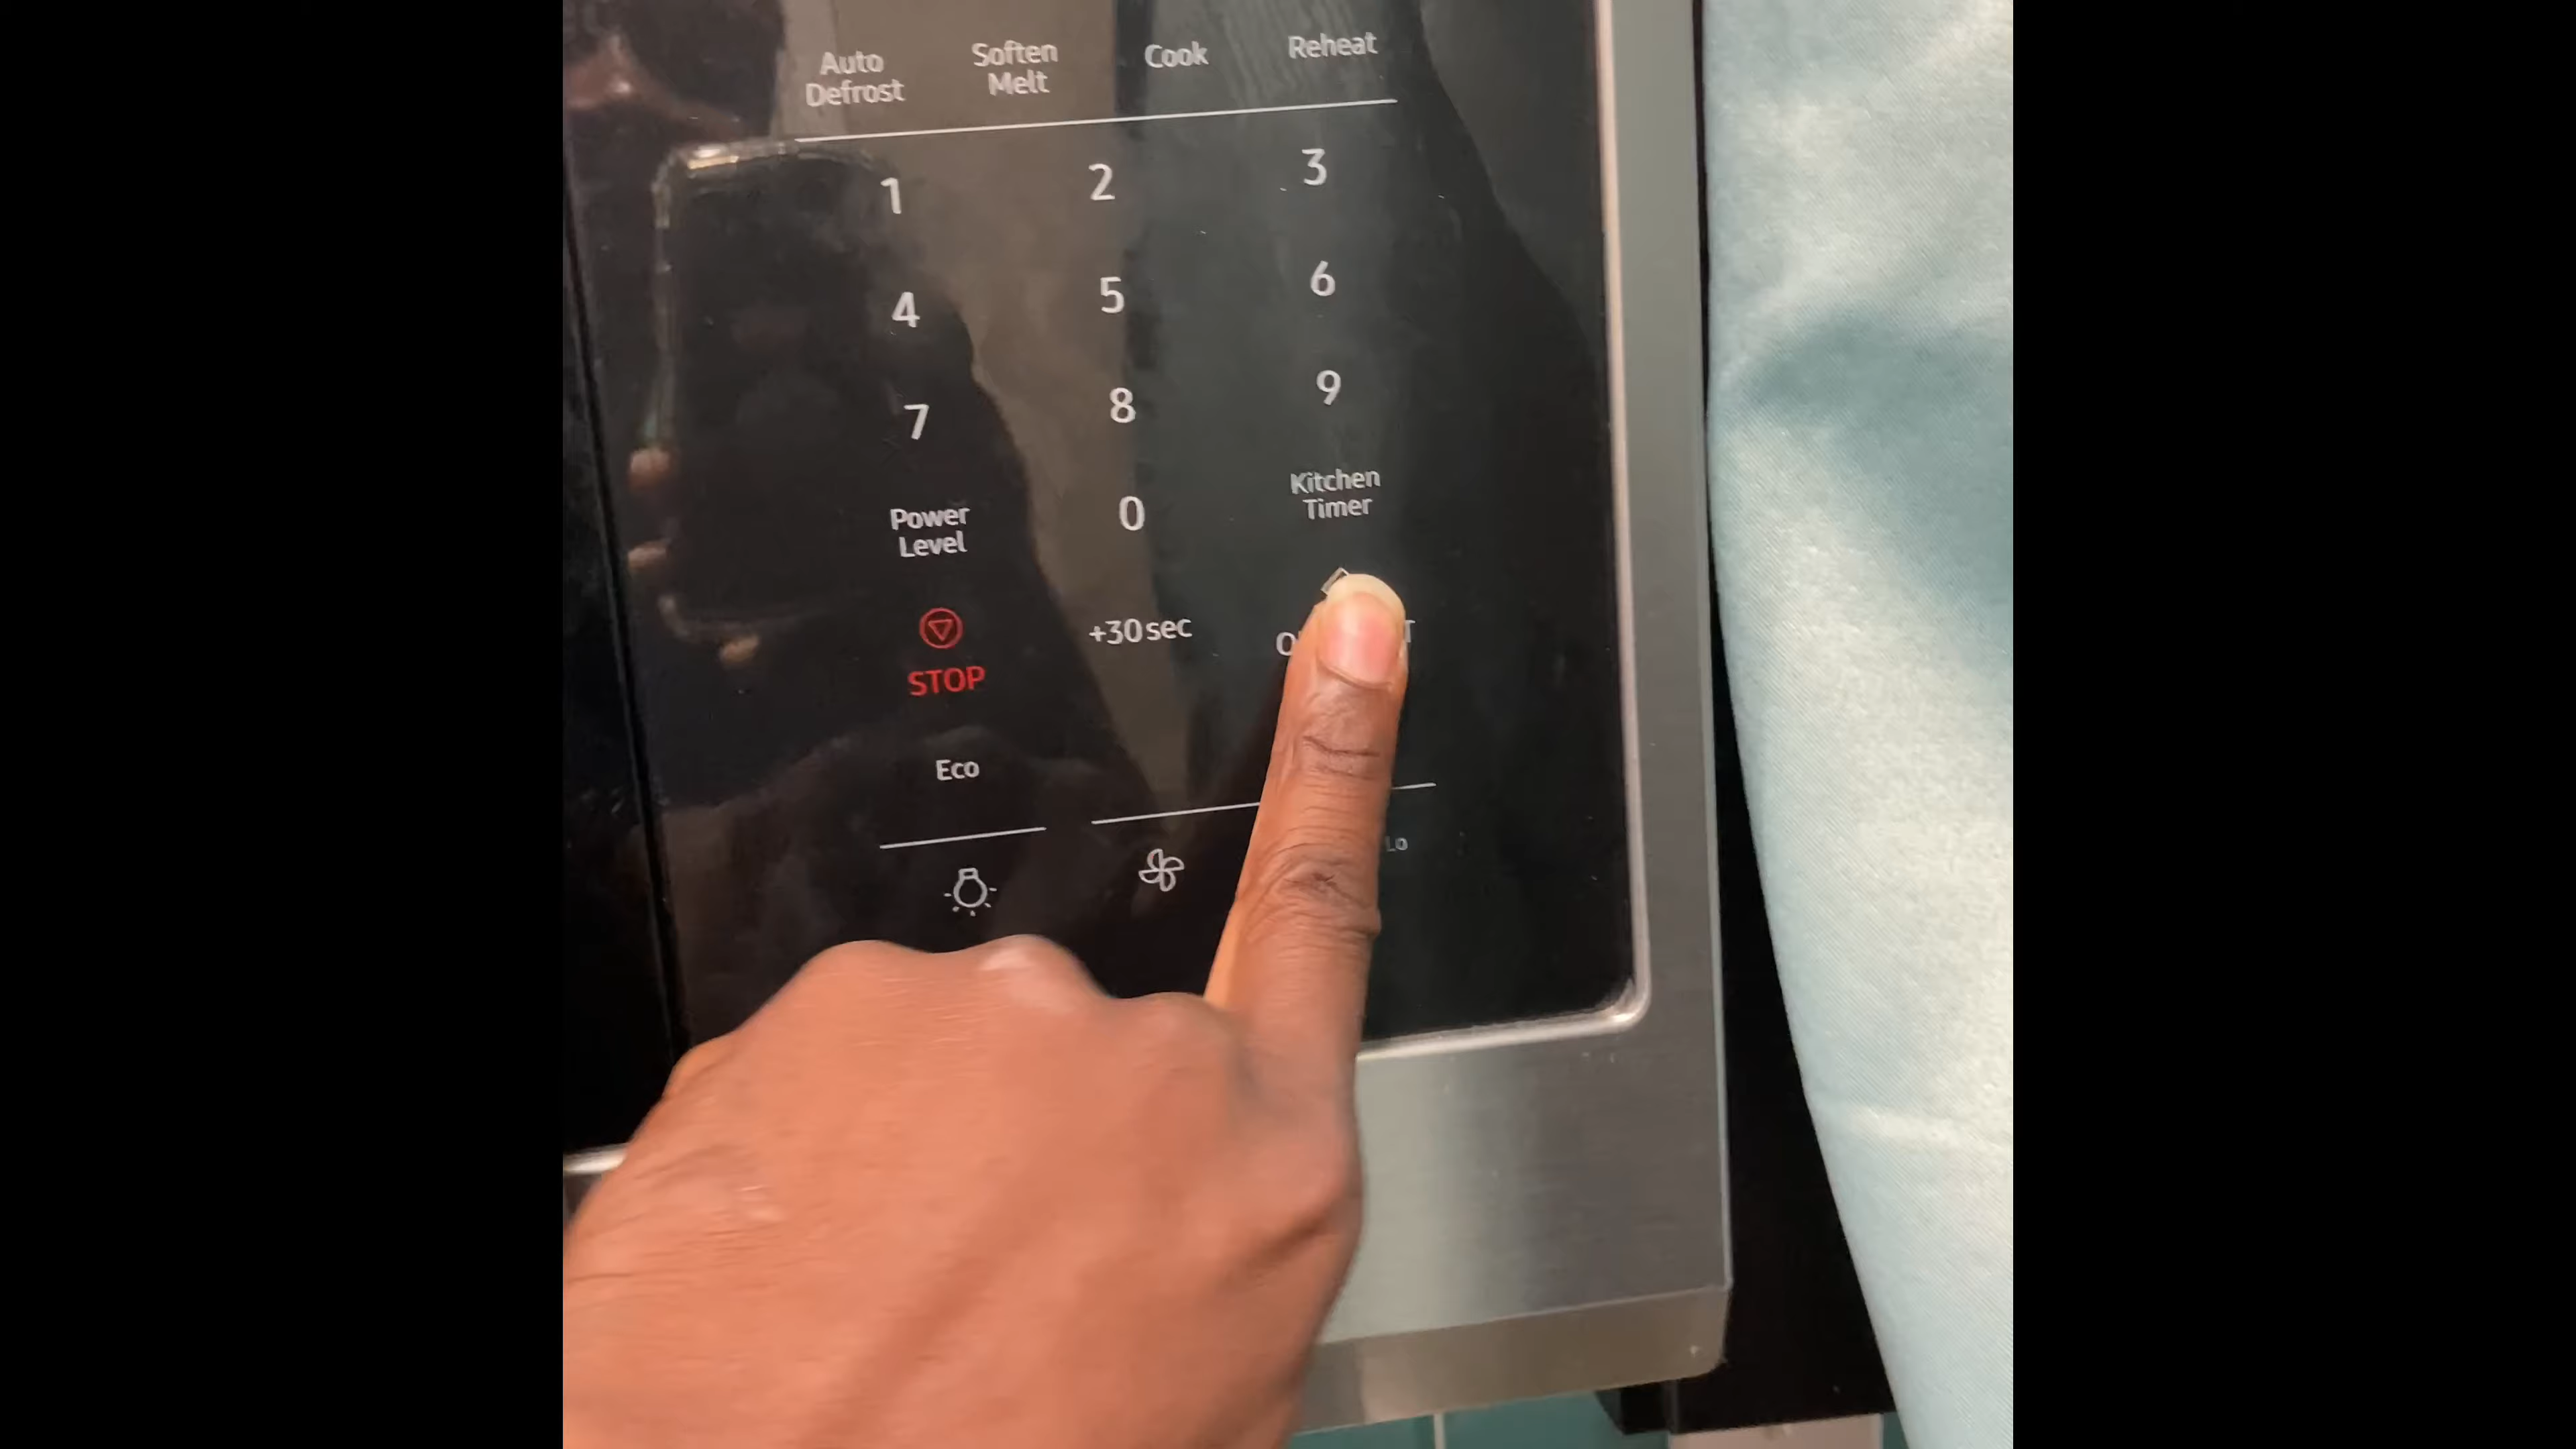 Auto
Defrost
Soften
Melt
Cook
Reheat
1 2 3
4 5 6
7 8 9
Power
Level
0
Kitchen
Timer
STOP
+30sec
Eco
Lo